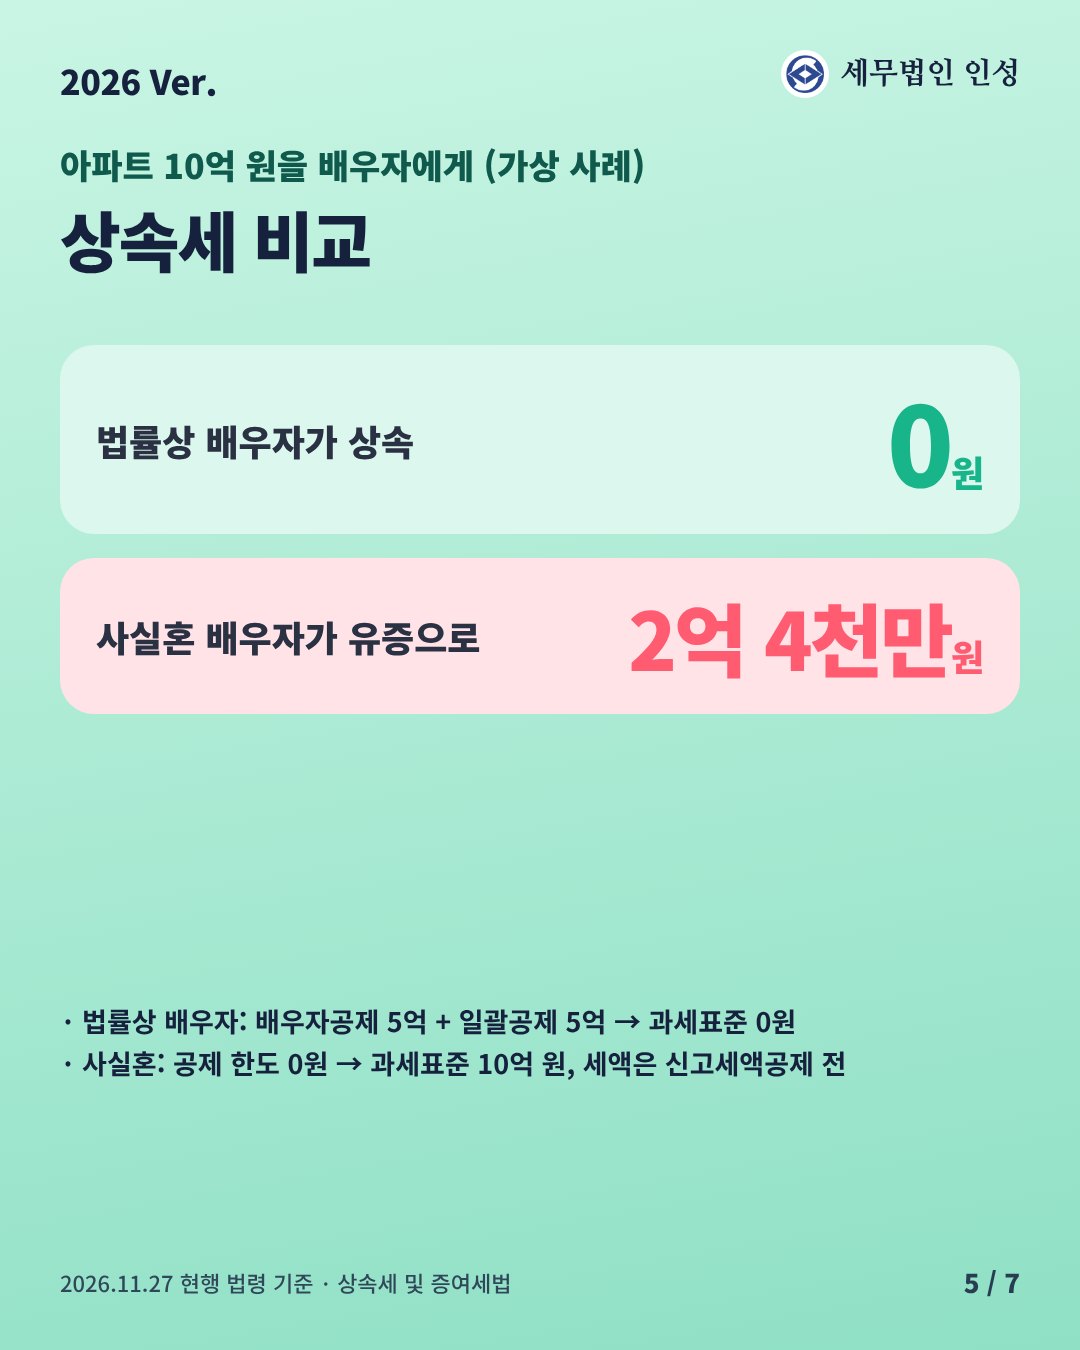 2026 Ver.
세무법인 인성
아파트 10억 원을 배우자에게 (가상 사례)
상속세 비교
법률상 배우자가 상속
0원
사실혼 배우자가 유증으로
2억 4천만원
· 법률상 배우자: 배우자공제 5억 + 일괄공제 5억 → 과세표준 0원
· 사실혼: 공제 한도 0원 → 과세표준 10억 원, 세액은 신고세액공제 전
2026.11.27 현행 법령 기준 · 상속세 및 증여세법
5 / 7